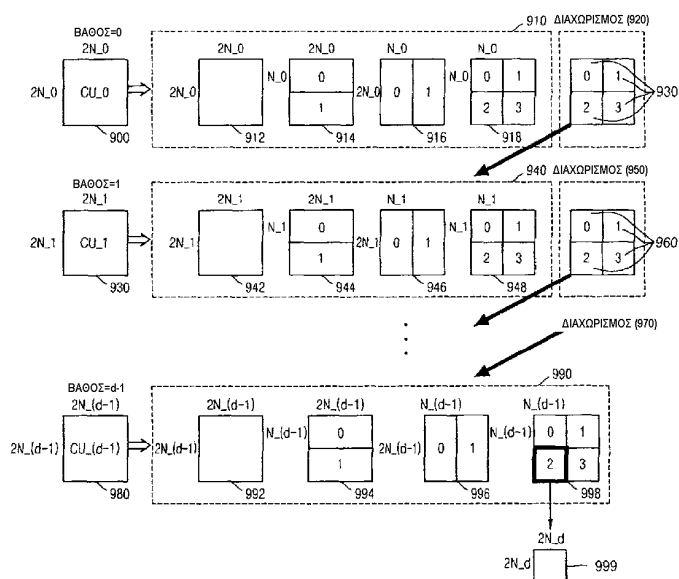 910 ΔΙΑΧΩΡΙΣΜΟΣ (920)
ΒΑΘΟΣ=0
2N_0 2N_0 2N_0 N_0 N_0
2N_0 CU_0 2N_0 N_0 0 1 2N_0 0 1 N_0 0 1 2 3 0 1 2 3 930
900 912 914 916 918
940 ΔΙΑΧΩΡΙΣΜΟΣ (950)
ΒΑΘΟΣ=1
2N_1 2N_1 2N_1 N_1 N_1
2N_1 CU_1 2N_1 N_1 0 1 2N_1 0 1 N_1 0 1 2 3 0 1 2 3 960
930 942 944 946 948
ΔΙΑΧΩΡΙΣΜΟΣ (970)
990
ΒΑΘΟΣ=d-1
2N_(d-1) 2N_(d-1) 2N_(d-1) N_(d-1) N_(d-1)
2N_(d-1) CU_(d-1) 2N_(d-1) N_(d-1) 0 1 2N_(d-1) 0 1 N_(d-1) 0 1 2 3
980 992 994 996 998
2N_d
2N_d 999